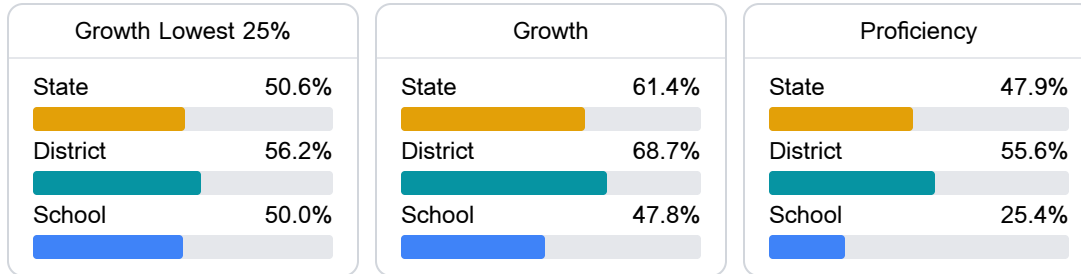 Growth Lowest 25%
State 50.6%
District 56.2%
School 50.0%
Growth
State 61.4%
District 68.7%
School 47.8%
Proficiency
State 47.9%
District 55.6%
School 25.4%